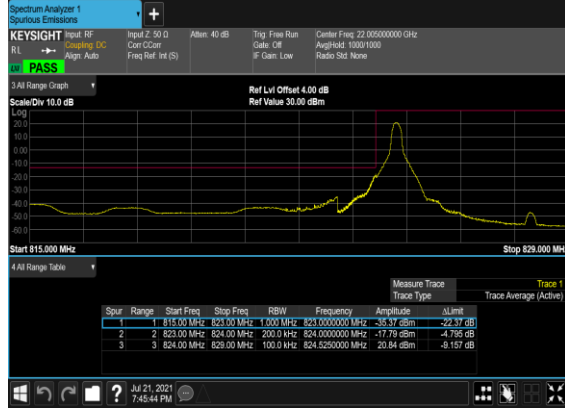 Spectrum Analyzer 1
Spurious Emissions
+
KEYSIGHT Input: RF Input Z: 50 Ω Atten: 40 dB Trig: Free Run Center Freq: 22.005000000 GHz
RL Coupling: DC Corr CCorr Gate: Off Avg|Hold: 1000/1000
Align: Auto Freq Ref: Int (S) IF Gain: Low Radio Std: None
PASS
3 All Range Graph
Ref Lvl Offset 4.00 dB
Scale/Div 10.0 dB Ref Value 30.00 dBm
Log
20.0
10.0
0.00
-10.0
-20.0
-30.0
-40.0
-50.0
-60.0
Start 815.000 MHz Stop 829.000 MH
4 All Range Table
Measure Trace Trace 1
Trace Type Trace Average (Active)
Spur Range Start Freq Stop Freq RBW Frequency Amplitude ΔLimit
1 1 815.00 MHz 823.00 MHz 1.000 MHz 823.0000000 MHz -35.37 dBm -22.37 dB
2 2 823.00 MHz 824.00 MHz 200.0 kHz 824.0000000 MHz -17.79 dBm -4.795 dB
3 3 824.00 MHz 829.00 MHz 100.0 kHz 824.5250000 MHz 20.84 dBm -9.157 dB
? Jul 21, 2021
7:45:44 PM